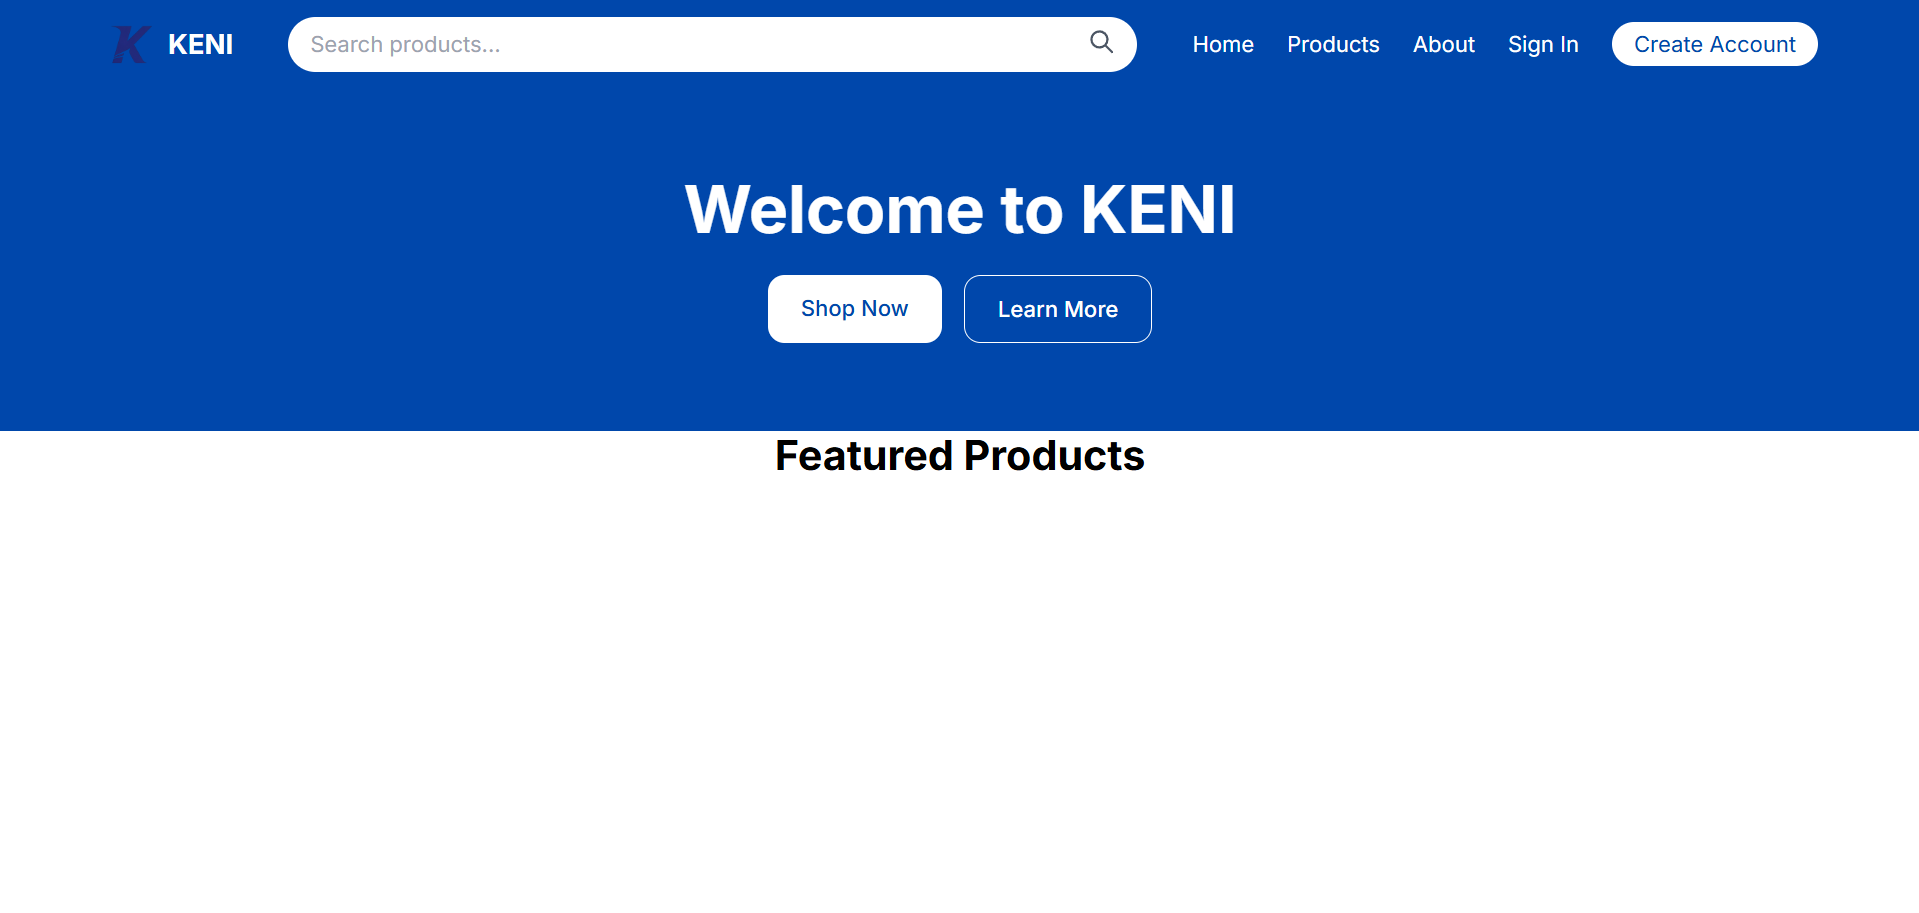 K KENI
Search products...
Home Products About Sign In Create Account
Welcome to KENI
Shop Now Learn More
Featured Products